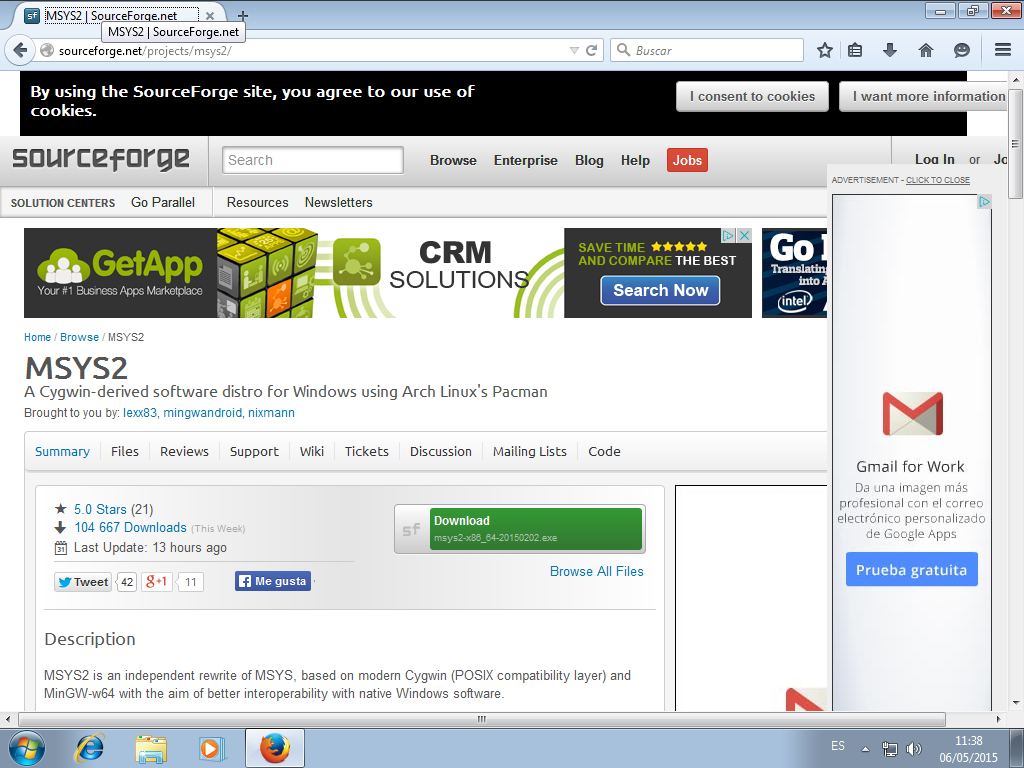 MSYS2 | SourceForge.net
MSYS2 | SourceForge.net
sourceforge.net/projects/msys2/
Buscar
By using the SourceForge site, you agree to our use of
cookies.
I consent to cookies
I want more information
sourceforge
Search
Browse
Enterprise
Blog
Help
Jobs
Log In or Jo
ADVERTISEMENT - CLICK TO CLOSE
SOLUTION CENTERS
Go Parallel
Resources
Newsletters
GetApp
Your #1 Business Apps Marketplace
CRM
SOLUTIONS
SAVE TIME ★★★★★
AND COMPARE THE BEST
Search Now
Go
Translating
into
intel
Home / Browse / MSYS2
MSYS2
A Cygwin-derived software distro for Windows using Arch Linux's Pacman
Brought to you by: lexx83, mingwandroid, nixmann
Summary
Files
Reviews
Support
Wiki
Tickets
Discussion
Mailing Lists
Code
5.0 Stars (21)
104 667 Downloads (This Week)
31
Last Update: 13 hours ago
Tweet
42
g+1
11
f Me gusta
sf
Download
msys2-x86_64-20150202.exe
Browse All Files
Description
MSYS2 is an independent rewrite of MSYS, based on modern Cygwin (POSIX compatibility layer) and
MinGW-w64 with the aim of better interoperability with native Windows software.
Gmail for Work
Da una imagen más
profesional con el correo
electrónico personalizado
de Google Apps
Prueba gratuita
ES
11:38
06/05/2015